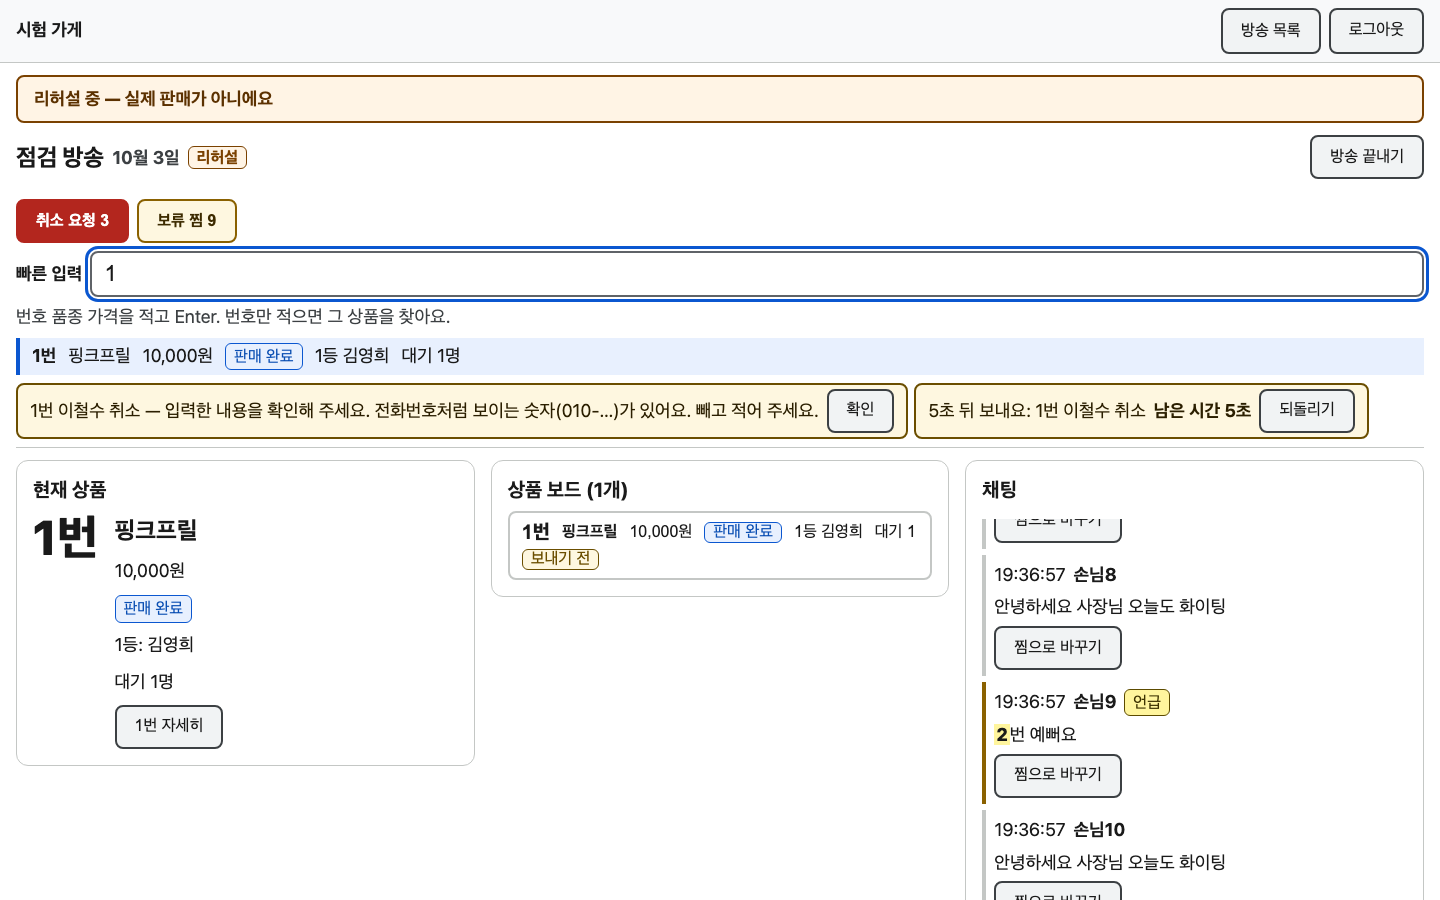 시험 가게
방송 목록
로그아웃
리허설 중 — 실제 판매가 아니에요
점검 방송 10월 3일 리허설
방송 끝내기
취소 요청 3
보류 찜 9
빠른 입력 1
번호 품종 가격을 적고 Enter. 번호만 적으면 그 상품을 찾아요.
1번 핑크프릴 10,000원 판매 완료 1등 김영희 대기 1명
1번 이철수 취소 — 입력한 내용을 확인해 주세요. 전화번호처럼 보이는 숫자(010-...)가 있어요. 빼고 적어 주세요. 확인
5초 뒤 보내요: 1번 이철수 취소 남은 시간 5초 되돌리기
현재 상품
1번 핑크프릴
10,000원
판매 완료
1등: 김영희
대기 1명
1번 자세히
상품 보드 (1개)
1번 핑크프릴 10,000원 판매 완료 1등 김영희 대기 1
보내기 전
채팅
찜으로 바꾸기
19:36:57 손님8
안녕하세요 사장님 오늘도 화이팅
찜으로 바꾸기
19:36:57 손님9 언급
2번 예뻐요
찜으로 바꾸기
19:36:57 손님10
안녕하세요 사장님 오늘도 화이팅
찜으로 바꾸기